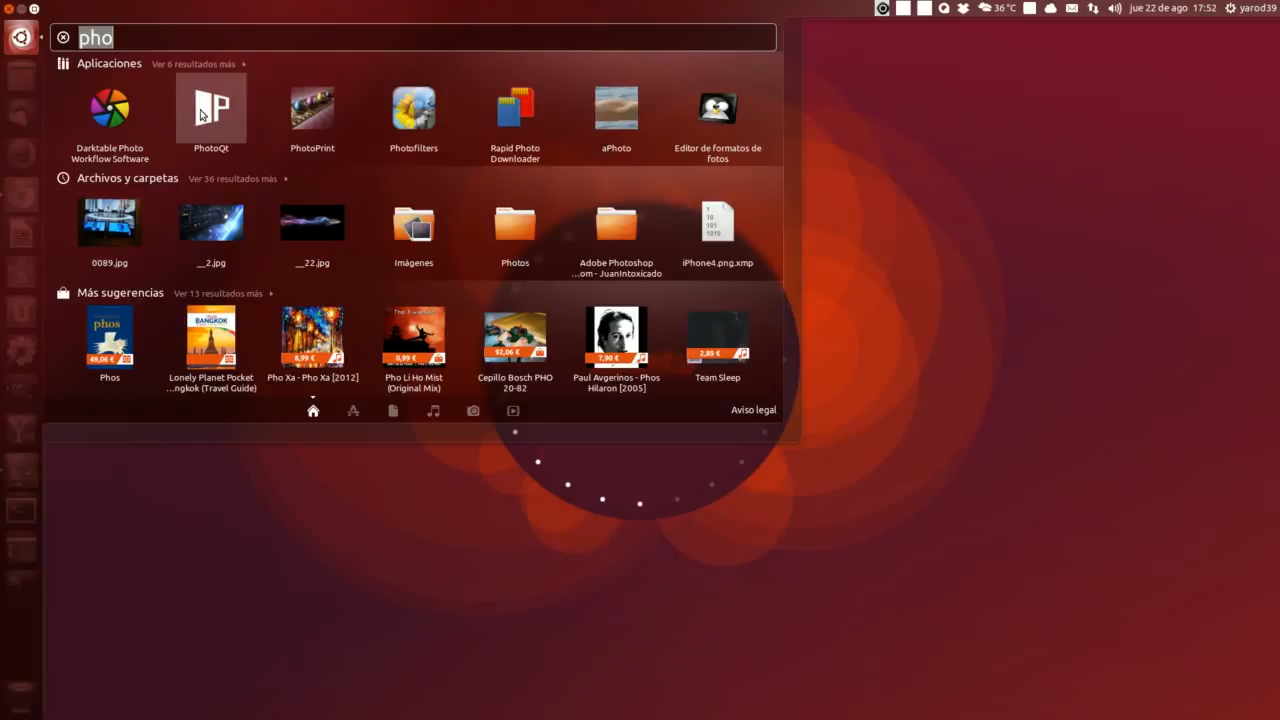 36 °C
jue 22 de ago 17:52
yarod39
pho
Aplicaciones Ver 6 resultados más
Darktable Photo
Workflow Software
PhotoQt
PhotoPrint
Photofilters
Rapid Photo
Downloader
aPhoto
Editor de formatos de
fotos
Archivos y carpetas Ver 36 resultados más
0089.jpg
__2.jpg
__22.jpg
Imágenes
Photos
Adobe Photoshop
...om - JuanIntoxicado
iPhone4.png.xmp
Más sugerencias Ver 13 resultados más
phos
BANGKOK
49,06 €
8,99 €
0,99 €
92,06 €
7,90 €
2,89 €
Phos
Lonely Planet Pocket
...ngkok (Travel Guide)
Pho Xa - Pho Xa [2012]
Pho Li Ho Mist
(Original Mix)
Cepillo Bosch PHO
20-82
Paul Avgerinos - Phos
Hilaron [2005]
Team Sleep
Aviso legal